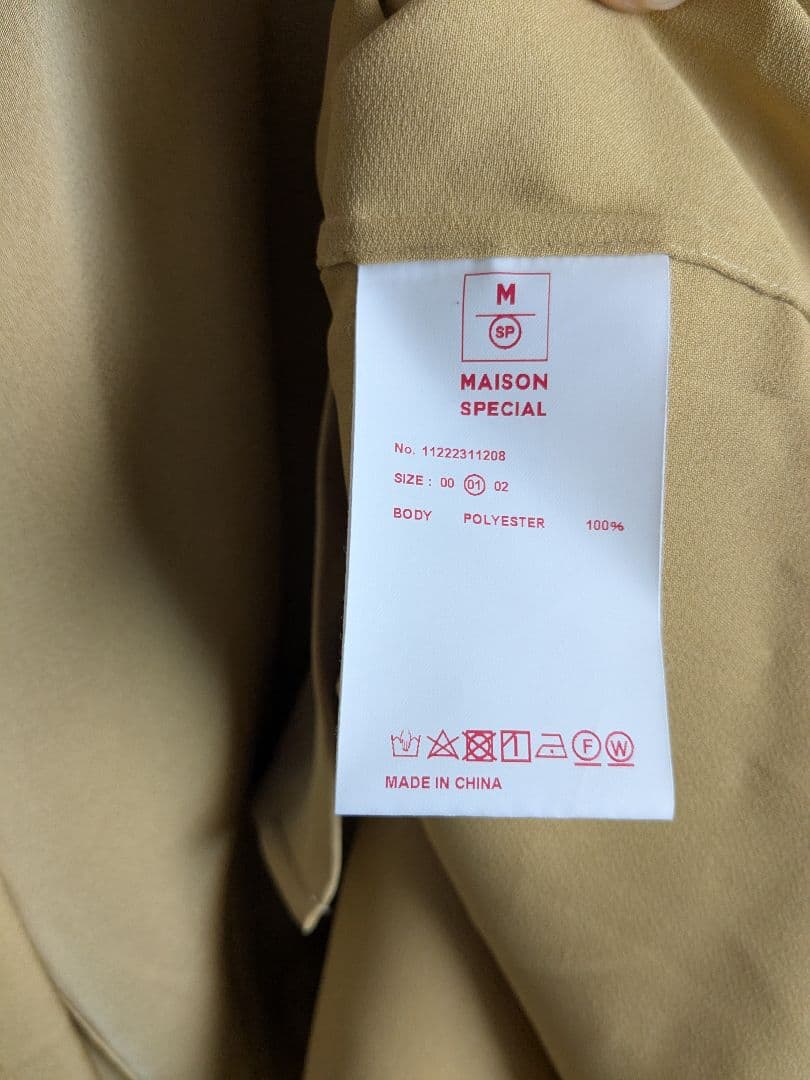 M
SP
MAISON
SPECIAL
No. 11222311208
SIZE : 00 01 02
BODY POLYESTER 100%
F W
MADE IN CHINA